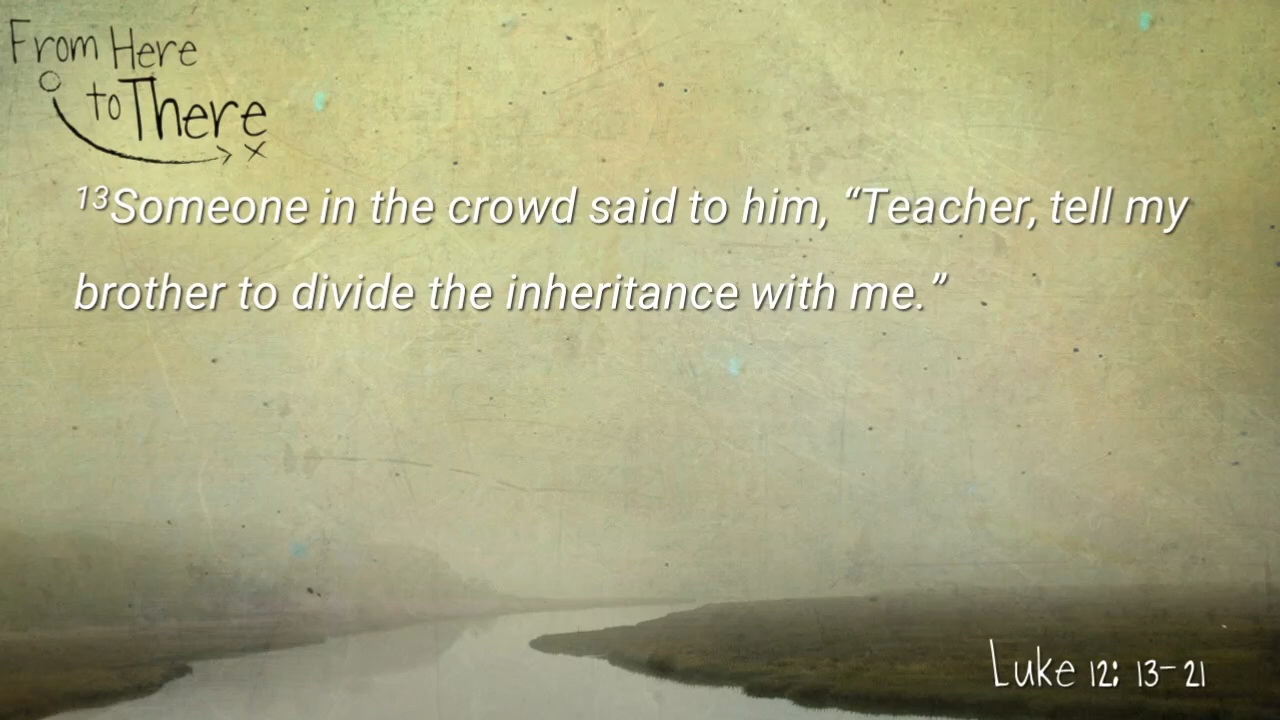 From Here
to There
x
¹³Someone in the crowd said to him, “Teacher, tell my
brother to divide the inheritance with me.”
Luke 12: 13-21